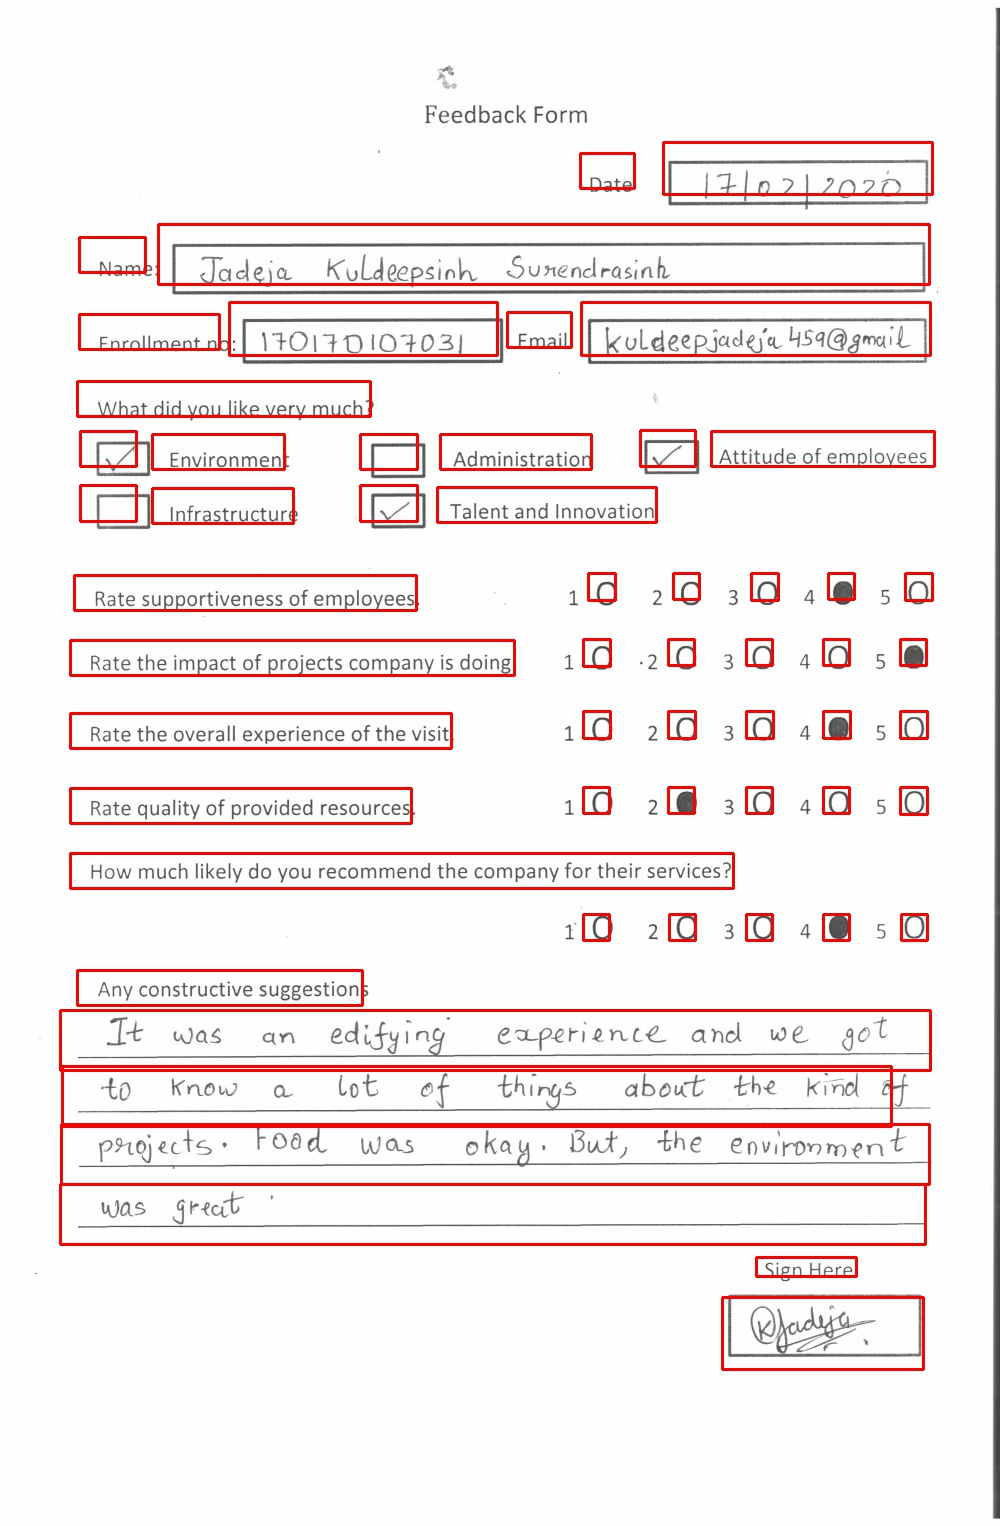 Feedback Form
Date 17/02/2020
Name: Jadeja Kuldeepsinh Surendrasinh
Enrollment no: 170170107031 Email kuldeepjadeja459@gmail
What did you like very much?
Environment Administration Attitude of employees
Infrastructure Talent and Innovation
Rate supportiveness of employees. 1 2 3 4 5
Rate the impact of projects company is doing 1 2 3 4 5
Rate the overall experience of the visit. 1 2 3 4 5
Rate quality of provided resources. 1 2 3 4 5
How much likely do you recommend the company for their services?
1 2 3 4 5
Any constructive suggestions
It was an edifying experience and we got
to know a lot of things about the kind of
projects. Food was okay. But, the environment
was great.
Sign Here
KJadeja